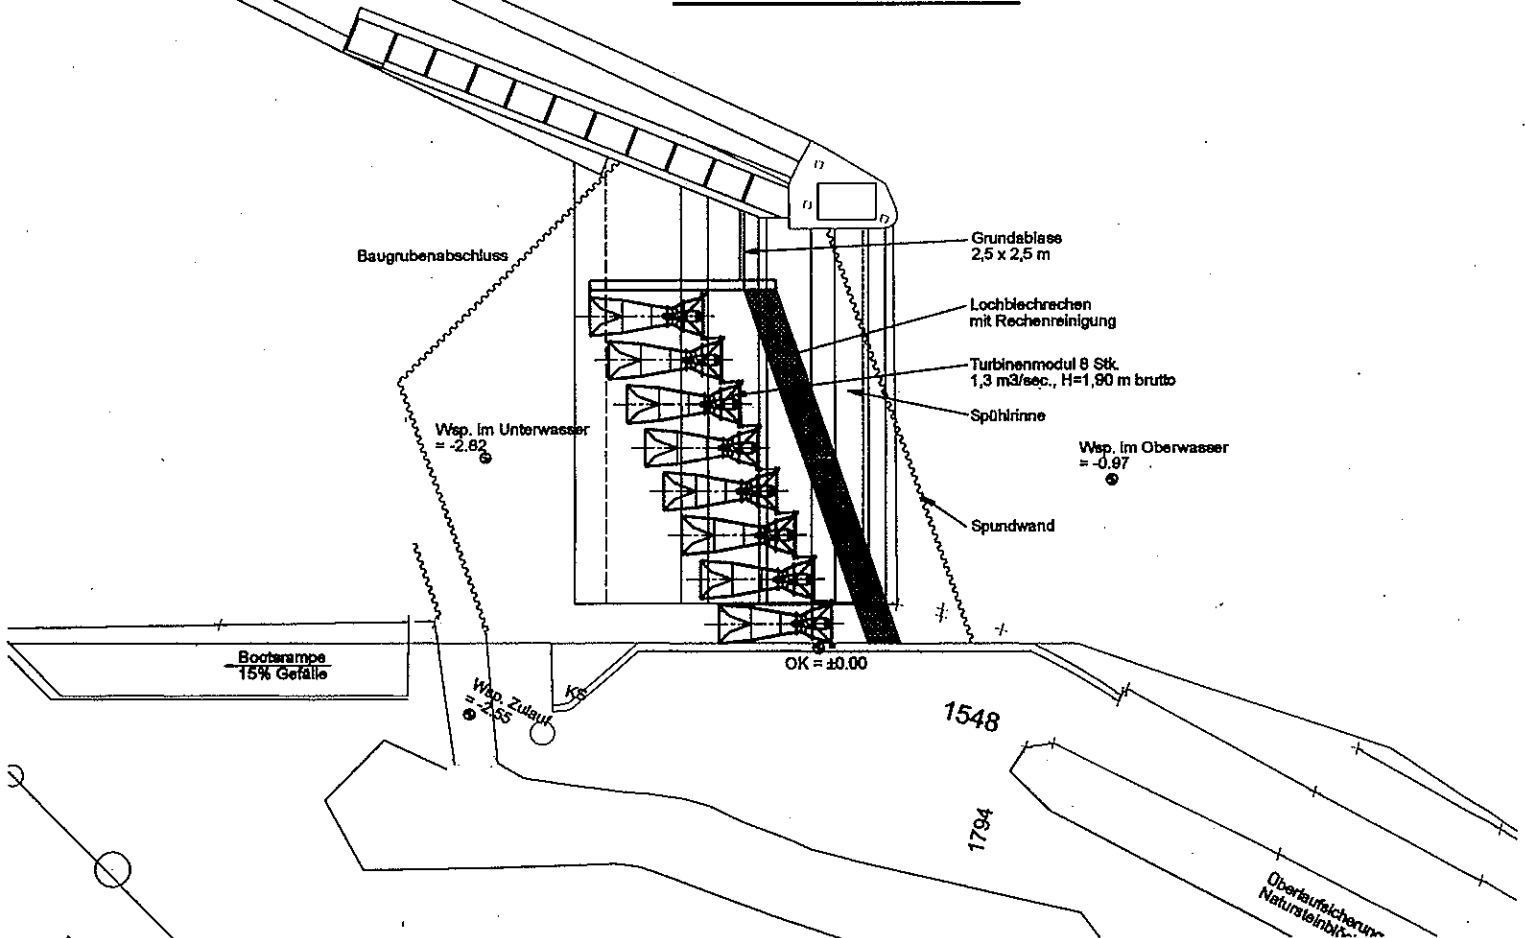 Grundablass
2,5 x 2,5 m
Baugrubenabschluss
Lochblechrechen
mit Rechenreinigung
Turbinenmodul 8 Stk.
1,3 m3/sec., H=1,90 m brutto
Spühlrinne
Wsp. im Unterwasser
= -2.82
Wsp. im Oberwasser
= -0.97
Spundwand
Bootsrampe
15% Gefälle
OK = ±0.00
Wsp. Zulauf
= -2.55
KS
1548
1794
Überlaufsicherung